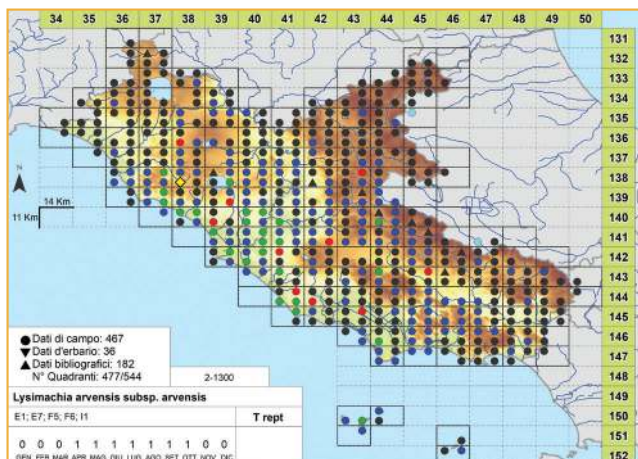 34 35 36 37 38 39 40 41 42 43 44 45 46 47 48 49 50
131
132
133
134
135
136
137
138
139
140
141
142
143
144
145
146
147
150
151
152
N
14 Km
11 Km
Dati di campo: 467
Dati d'erbario: 36
Dati bibliografici: 182
N° Quadranti: 477/544
2-1300
Lysimachia arvensis subsp. arvensis
E1; E7; F5; F6; I1
T rept
0 0 0 1 1 1 1 1 1 1 0 0
GEN FEB MAR APR MAG GIU LUG AGO SET OTT NOV DIC